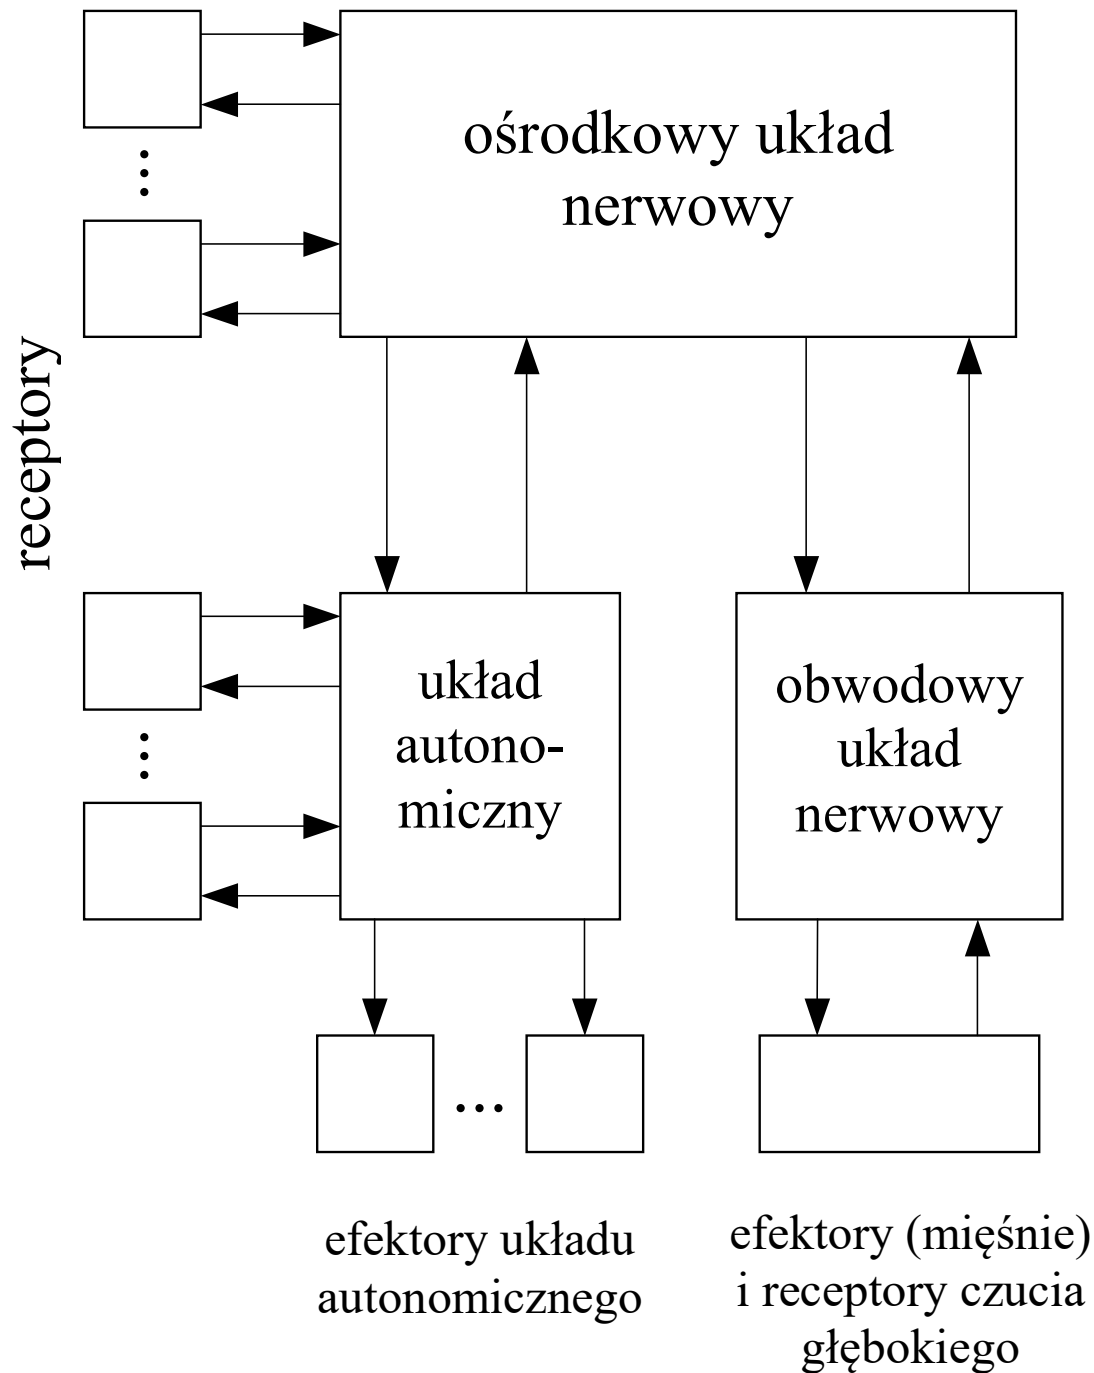 ośrodkowy układ
nerwowy
receptory
układ
autono-
miczny
obwodowy
układ
nerwowy
efektory układu
autonomicznego
efektory (mięśnie)
i receptory czucia
głębokiego